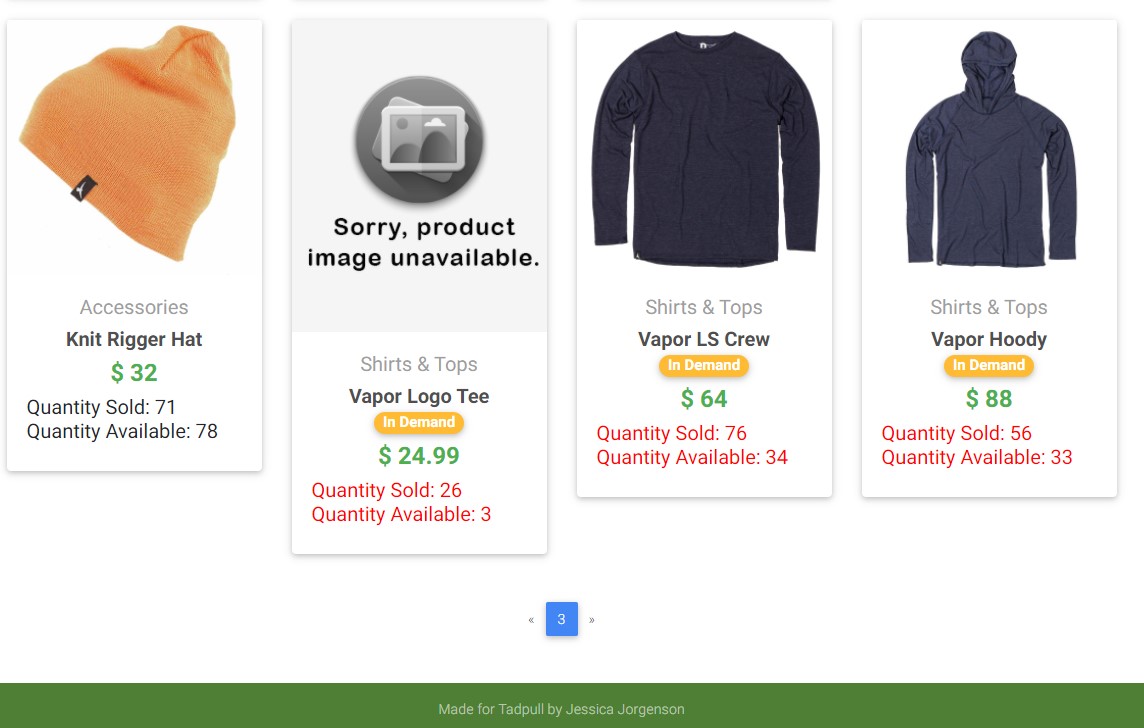 Accessories
Knit Rigger Hat
$ 32
Quantity Sold: 71
Quantity Available: 78
Sorry, product
image unavailable.
Shirts & Tops
Vapor Logo Tee
In Demand
$ 24.99
Quantity Sold: 26
Quantity Available: 3
Shirts & Tops
Vapor LS Crew
In Demand
$ 64
Quantity Sold: 76
Quantity Available: 34
Shirts & Tops
Vapor Hoody
In Demand
$ 88
Quantity Sold: 56
Quantity Available: 33
« 3 »
Made for Tadpull by Jessica Jorgenson